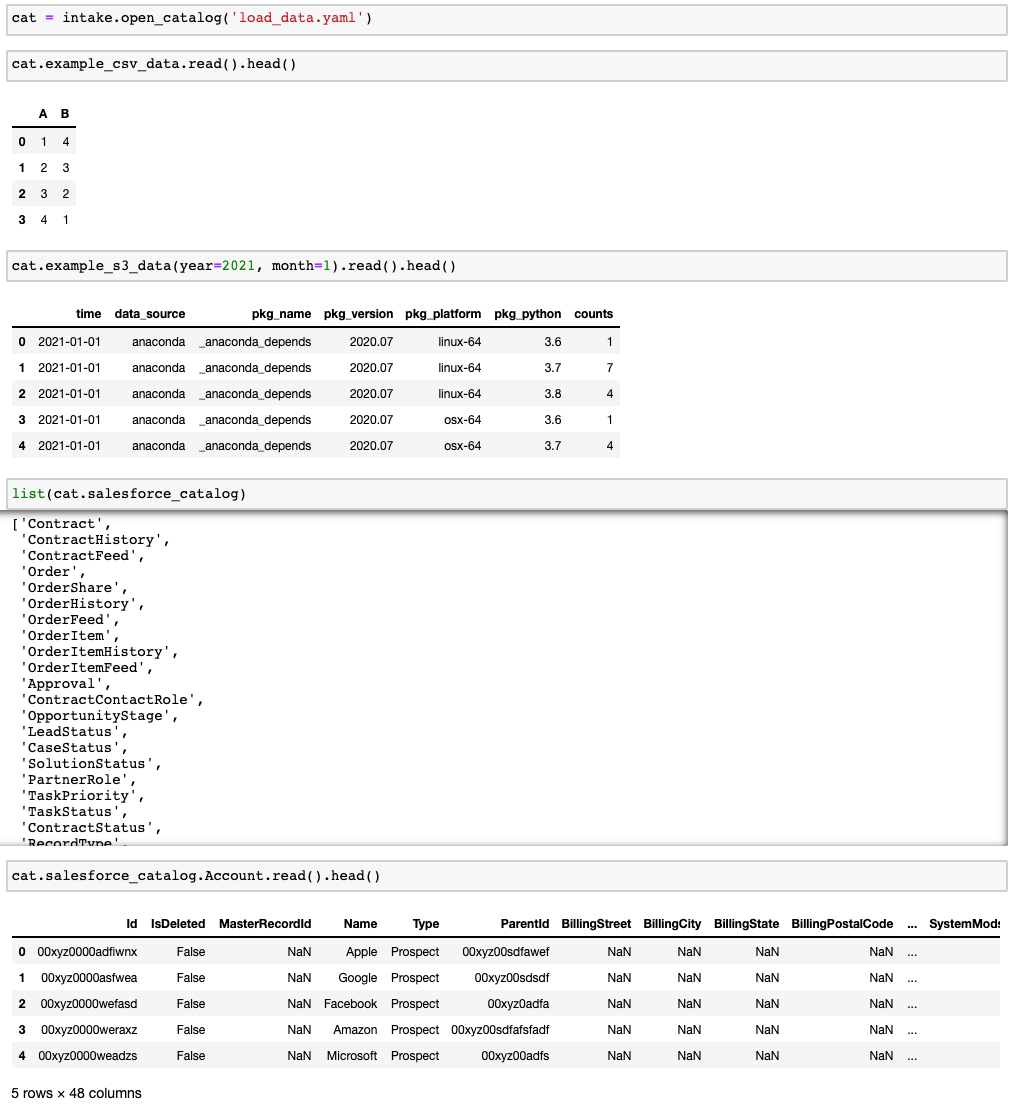 cat = intake.open_catalog('load_data.yaml')
cat.example_csv_data.read().head()
A B
0 1 4
1 2 3
2 3 2
3 4 1
cat.example_s3_data(year=2021, month=1).read().head()
time data_source pkg_name pkg_version pkg_platform pkg_python counts
0 2021-01-01 anaconda _anaconda_depends 2020.07 linux-64 3.6 1
1 2021-01-01 anaconda _anaconda_depends 2020.07 linux-64 3.7 7
2 2021-01-01 anaconda _anaconda_depends 2020.07 linux-64 3.8 4
3 2021-01-01 anaconda _anaconda_depends 2020.07 osx-64 3.6 1
4 2021-01-01 anaconda _anaconda_depends 2020.07 osx-64 3.7 4
list(cat.salesforce_catalog)
['Contract',
'ContractHistory',
'ContractFeed',
'Order',
'OrderShare',
'OrderHistory',
'OrderFeed',
'OrderItem',
'OrderItemHistory',
'OrderItemFeed',
'Approval',
'ContractContactRole',
'OpportunityStage',
'LeadStatus',
'CaseStatus',
'SolutionStatus',
'PartnerRole',
'TaskPriority',
'TaskStatus',
'ContractStatus',
'RecordType',
cat.salesforce_catalog.Account.read().head()
Id IsDeleted MasterRecordId Name Type ParentId BillingStreet BillingCity BillingState BillingPostalCode ... SystemMods
0 00xyz0000adfiwnx False NaN Apple Prospect 00xyz00sdfawef NaN NaN NaN NaN ...
1 00xyz0000asfwea False NaN Google Prospect 00xyz00sdsdf NaN NaN NaN NaN ...
2 00xyz0000wefasd False NaN Facebook Prospect 00xyz0adfa NaN NaN NaN NaN ...
3 00xyz0000weraxz False NaN Amazon Prospect 00xyz00sdfafsfadf NaN NaN NaN NaN ...
4 00xyz0000weadzs False NaN Microsoft Prospect 00xyz00adfs NaN NaN NaN NaN ...
5 rows × 48 columns